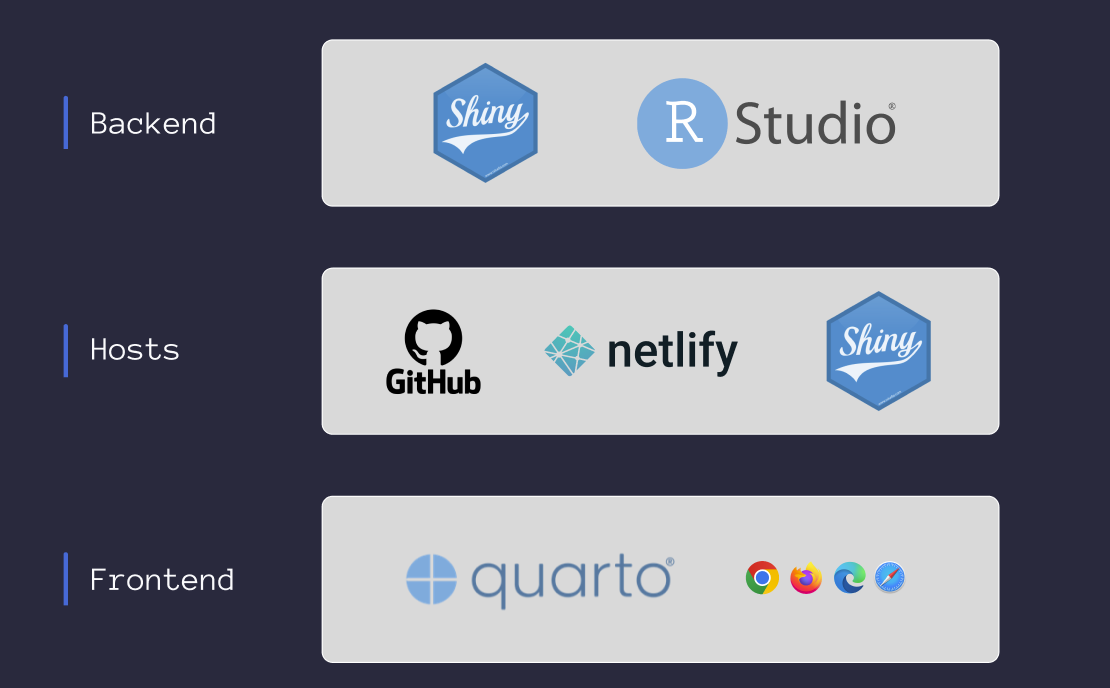 Backend
Shiny
R Studio®
Hosts
GitHub
netlify
Shiny
Frontend
quarto®